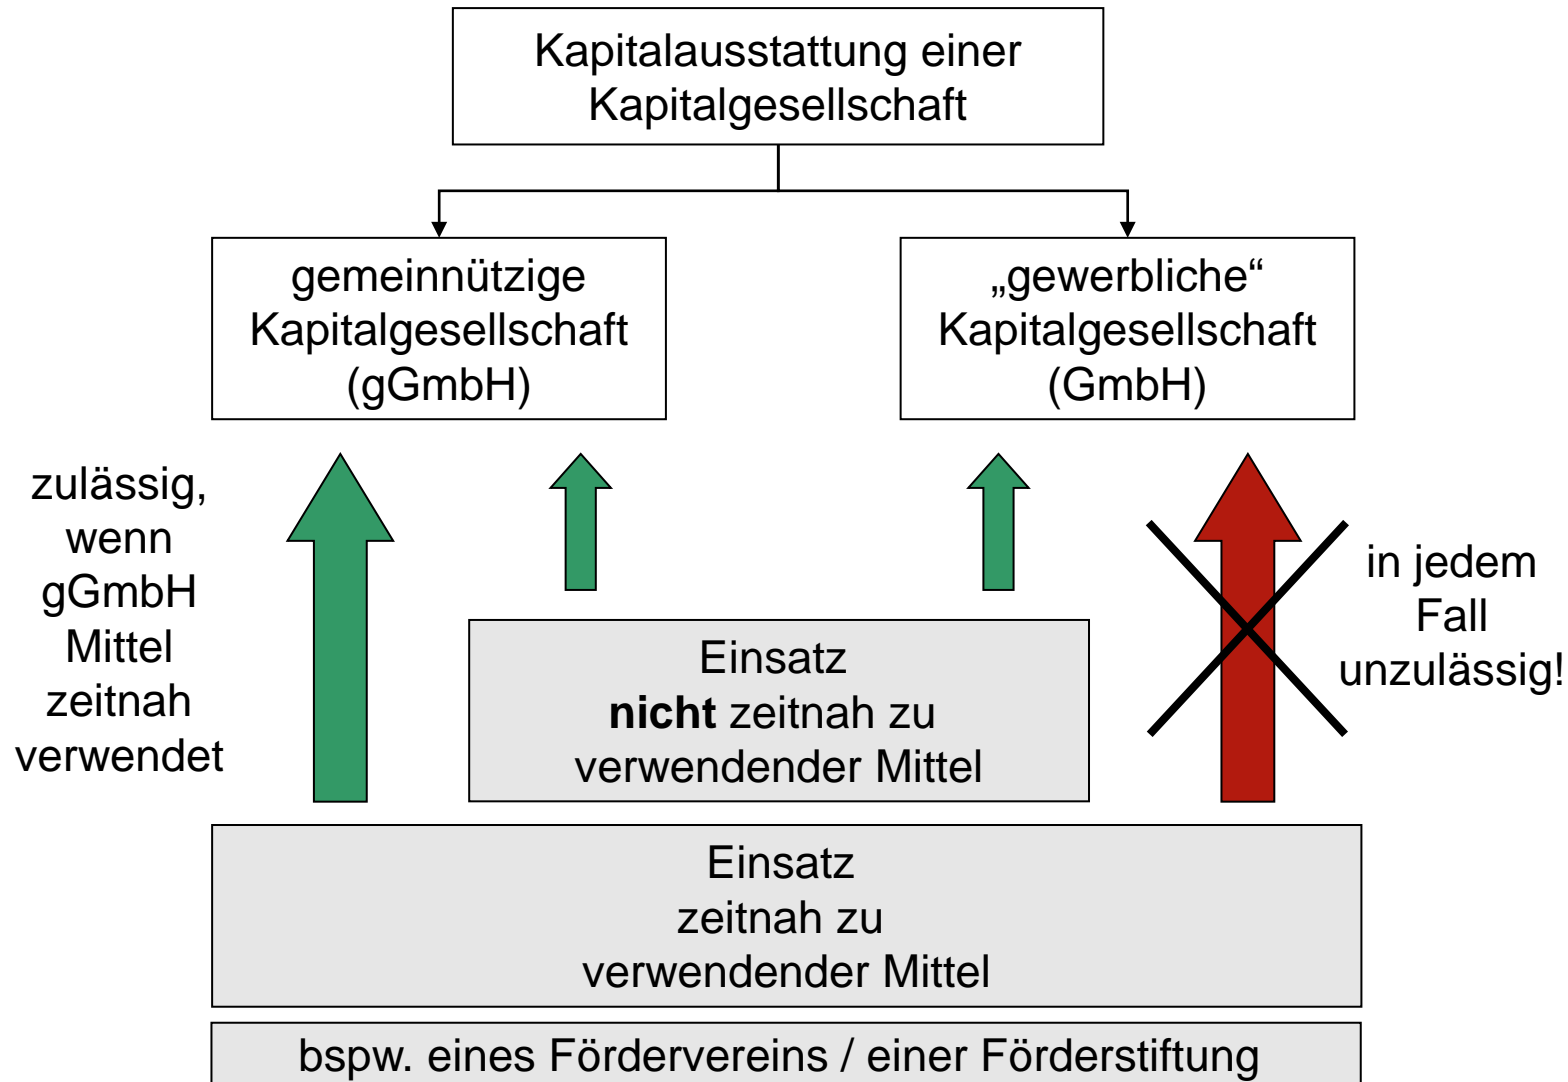 Kapitalausstattung einer
Kapitalgesellschaft
gemeinnützige
Kapitalgesellschaft
(gGmbH)
„gewerbliche“
Kapitalgesellschaft
(GmbH)
zulässig,
wenn
gGmbH
Mittel
zeitnah
verwendet
in jedem
Fall
unzulässig!
Einsatz
nicht zeitnah zu
verwendender Mittel
Einsatz
zeitnah zu
verwendender Mittel
bspw. eines Fördervereins / einer Förderstiftung